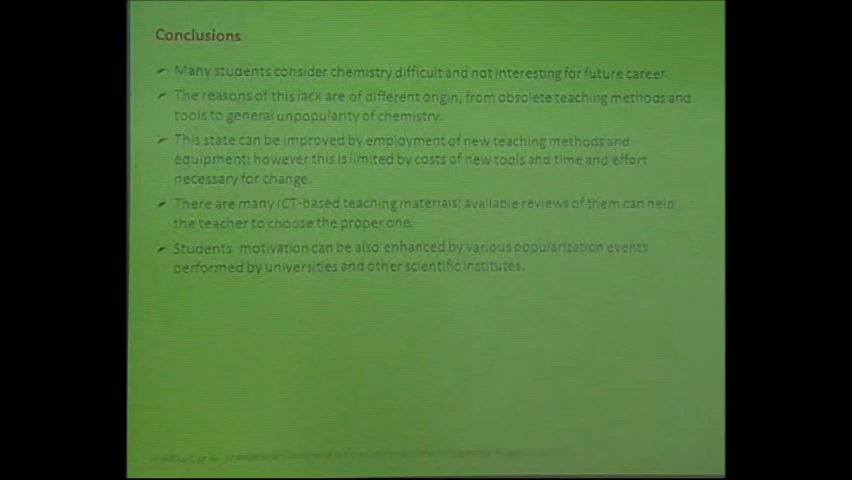 Conclusions
Many students consider chemistry difficult and not interesting for future career.
The reasons of this lack are of different origin, from obsolete teaching methods and
tools to general unpopularity of chemistry.
This state can be improved by employment of new teaching methods and
equipment; however this is limited by costs of new tools and time and effort
necessary for change.
There are many ICT-based teaching materials; available reviews of them can help
the teacher to choose the proper one.
Students' motivation can be also enhanced by various popularization events
performed by universities and other scientific institutes.